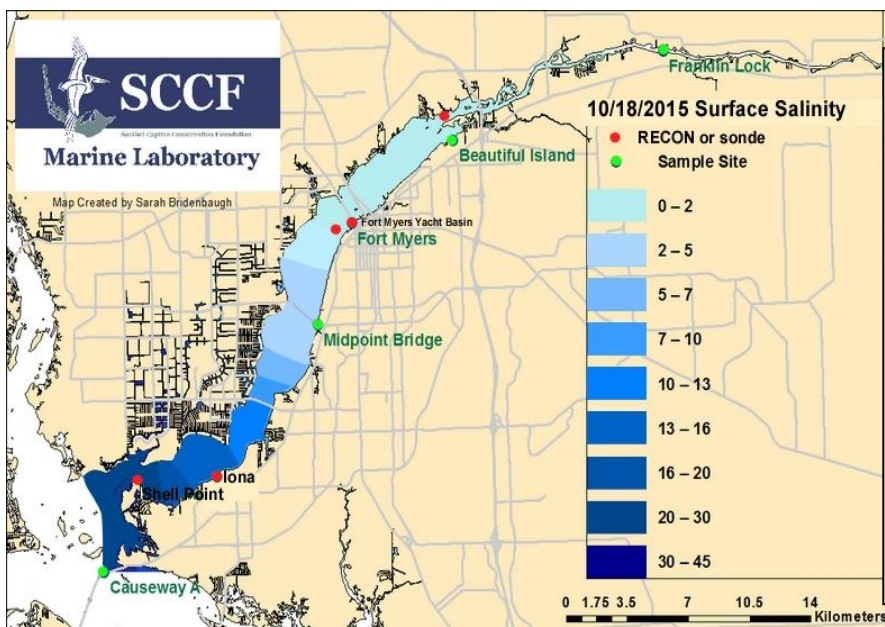 SCCF
Sanibel-Captiva Conservation Foundation
Marine Laboratory
Map Created by Sarah Bridenbaugh
Franklin Lock
10/18/2015 Surface Salinity
RECON or sonde
Sample Site
Beautiful Island
Fort Myers Yacht Basin
Fort Myers
Midpoint Bridge
Iona
Shell Point
Causeway A
0 – 2
2 – 5
5 – 7
7 – 10
10 – 13
13 – 16
16 – 20
20 – 30
30 – 45
0 1.75 3.5 7 10.5 14
Kilometers